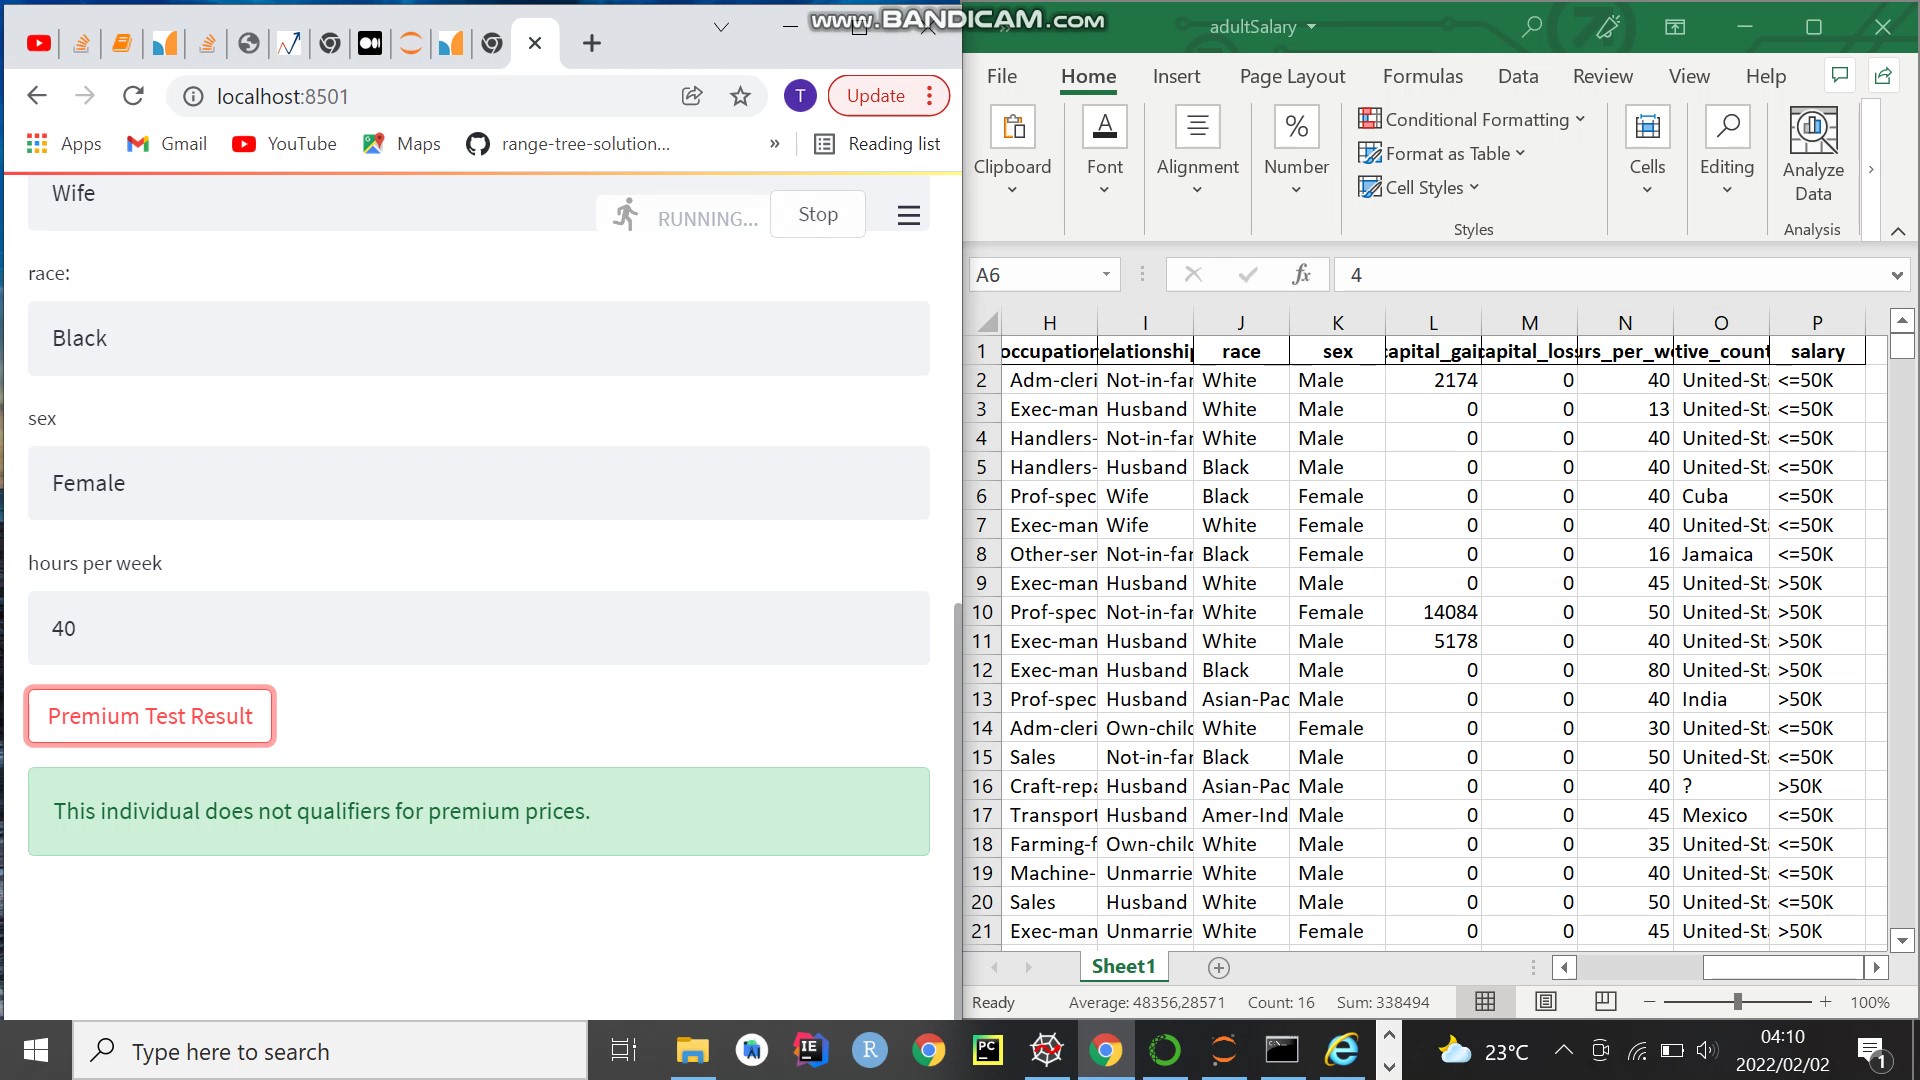 www.BANDICAM.com
localhost:8501
T
Update
Apps
Gmail
YouTube
Maps
range-tree-solution...
»
Reading list
Wife
RUNNING...
Stop
race:
Black
sex
Female
hours per week
40
Premium Test Result
This individual does not qualifiers for premium prices.
adultSalary
File Home Insert Page Layout Formulas Data Review View Help
Clipboard
Font
Alignment
Number
Conditional Formatting
Format as Table
Cell Styles
Styles
Cells
Editing
Analyze
Data
Analysis
A6 fx 4
H I J K L M N O P
1 occupation elationship race sex capital_gain capital_loss urs_per_we tive_count salary
2 Adm-cleri Not-in-far White Male 2174 0 40 United-St <=50K
3 Exec-man Husband White Male 0 0 13 United-St <=50K
4 Handlers- Not-in-far White Male 0 0 40 United-St <=50K
5 Handlers- Husband Black Male 0 0 40 United-St <=50K
6 Prof-spec Wife Black Female 0 0 40 Cuba <=50K
7 Exec-man Wife White Female 0 0 40 United-St <=50K
8 Other-ser Not-in-far Black Female 0 0 16 Jamaica <=50K
9 Exec-man Husband White Male 0 0 45 United-St >50K
10 Prof-spec Not-in-far White Female 14084 0 50 United-St >50K
11 Exec-man Husband White Male 5178 0 40 United-St >50K
12 Exec-man Husband Black Male 0 0 80 United-St >50K
13 Prof-spec Husband Asian-Pac Male 0 0 40 India >50K
14 Adm-cleri Own-child White Female 0 0 30 United-St <=50K
15 Sales Not-in-far Black Male 0 0 50 United-St <=50K
16 Craft-repa Husband Asian-Pac Male 0 0 40 ? >50K
17 Transport Husband Amer-Ind Male 0 0 45 Mexico <=50K
18 Farming-f Own-child White Male 0 0 35 United-St <=50K
19 Machine- Unmarrie White Male 0 0 40 United-St <=50K
20 Sales Husband White Male 0 0 50 United-St <=50K
21 Exec-man Unmarrie White Female 0 0 45 United-St >50K
Sheet1
Ready Average: 48356,28571 Count: 16 Sum: 338494 100%
Type here to search
IE
R
PC
23°C
04:10
2022/02/02
1